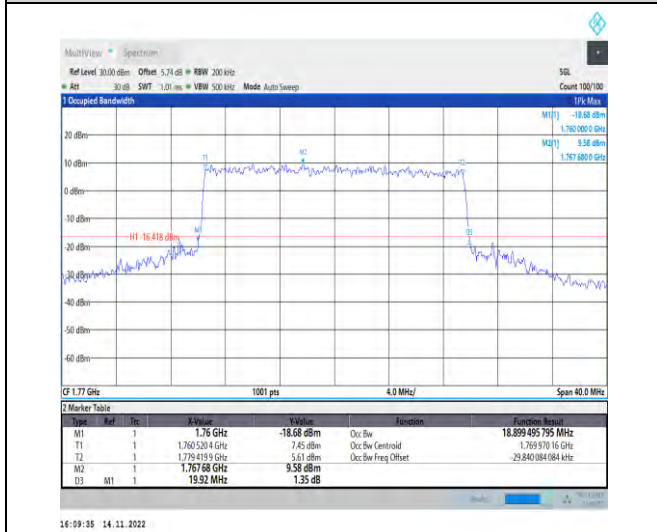 MultiView Spectrum
Ref Level 30.00 dBm Offset 5.74 dB RBW 200 kHz SGL
Att 30 dB SWT 1.01 ms VBW 500 kHz Mode Auto Sweep Count 100/100
1 Occupied Bandwidth 1Pk Max
M1[1] -18.68 dBm
1.760 000 0 GHz
M2[1] 9.58 dBm
1.767 680 0 GHz
20 dBm
M2
T1
10 dBm
0 dBm
-10 dBm
M1
D3
H1 -16.418 dBm
-20 dBm
-30 dBm
-40 dBm
-50 dBm
-60 dBm
CF 1.77 GHz 1001 pts 4.0 MHz/ Span 40.0 MHz
2 Marker Table
Type Ref Trc X-Value Y-Value Function Function Result
M1 1 1.76 GHz -18.68 dBm Occ Bw 18.899 495 795 MHz
T1 1 1.760 520 4 GHz 7.45 dBm Occ Bw Centroid 1.769 970 16 GHz
T2 1 1.779 419 9 GHz 5.61 dBm Occ Bw Freq Offset -29.840 084 084 kHz
M2 1 1.767 68 GHz 9.58 dBm
D3 M1 1 19.92 MHz 1.35 dB
16:09:35 14.11.2022